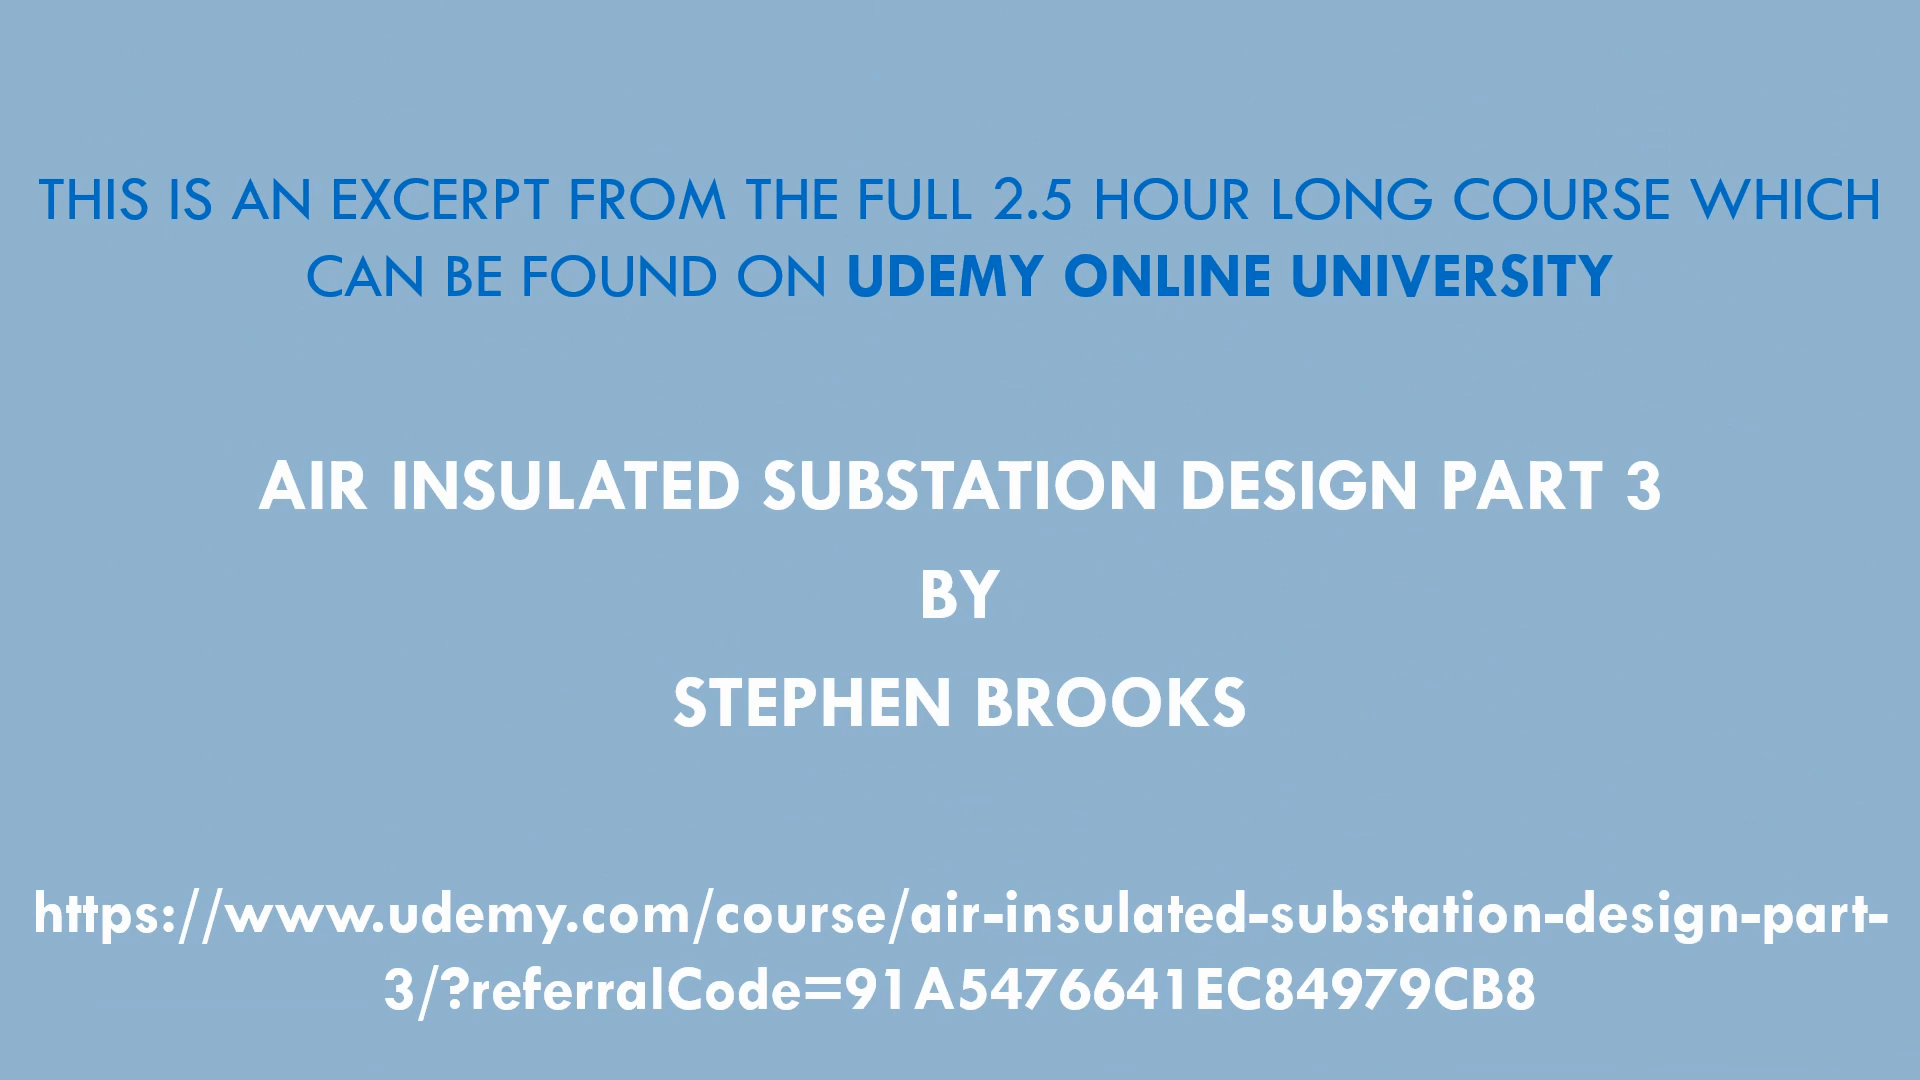 THIS IS AN EXCERPT FROM THE FULL 2.5 HOUR LONG COURSE WHICH
CAN BE FOUND ON UDEMY ONLINE UNIVERSITY
AIR INSULATED SUBSTATION DESIGN PART 3
BY
STEPHEN BROOKS
https://www.udemy.com/course/air-insulated-substation-design-part-
3/?referralCode=91A5476641EC84979CB8